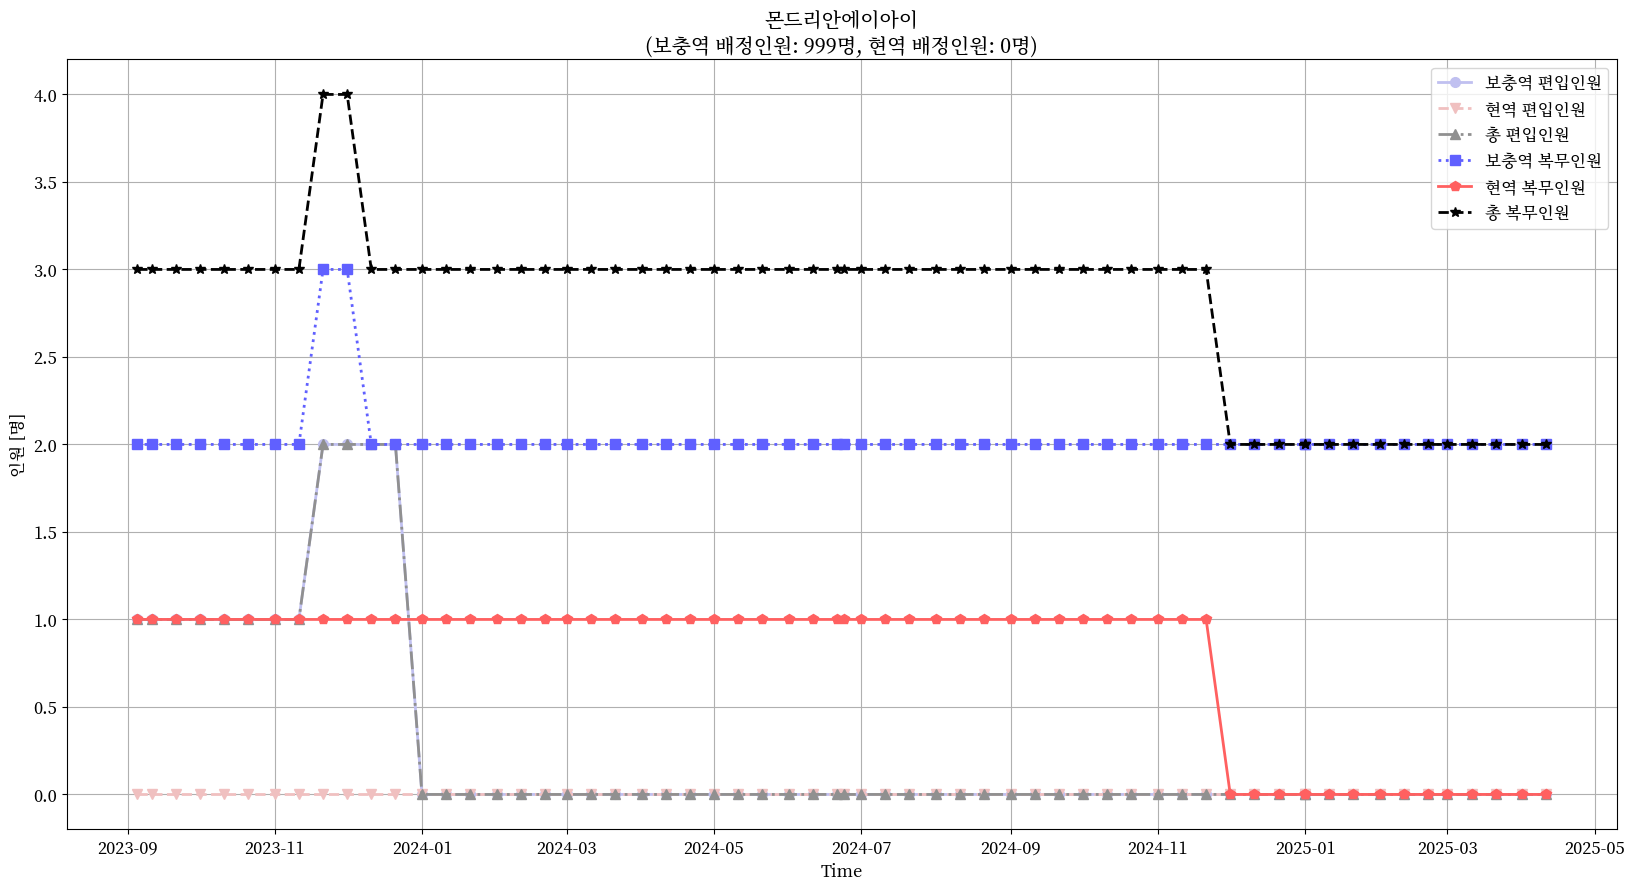 몬드리안에이아이
(보충역 배정인원: 999명, 현역 배정인원: 0명)
보충역 편입인원
현역 편입인원
총 편입인원
보충역 복무인원
현역 복무인원
총 복무인원
인원 [명]
4.0
3.5
3.0
2.5
2.0
1.5
1.0
0.5
0.0
2023-09
2023-11
2024-01
2024-03
2024-05
2024-07
2024-09
2024-11
2025-01
2025-03
2025-05
Time